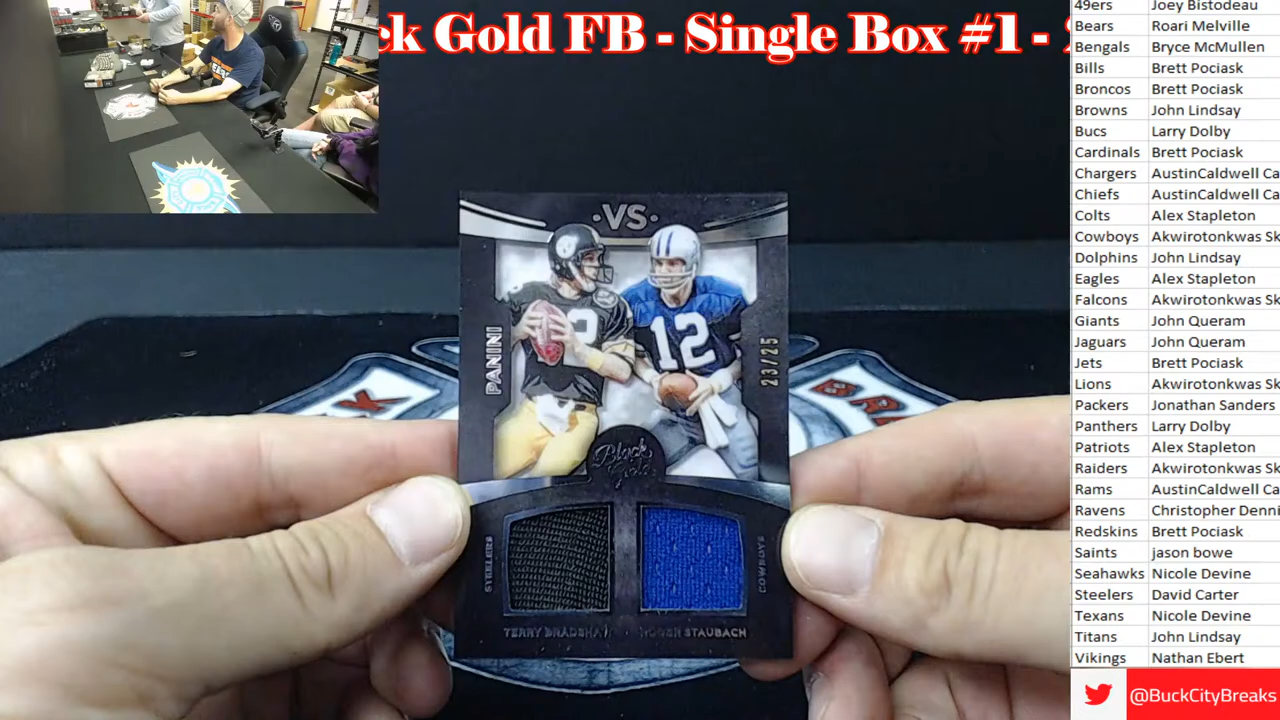 ck Gold FB - Single Box #1 -
49ers Joey Bistodeau
Bears Roari Melville
Bengals Bryce McMullen
Bills Brett Pociask
Broncos Brett Pociask
Browns John Lindsay
Bucs Larry Dolby
Cardinals Brett Pociask
Chargers AustinCaldwell Ca
Chiefs AustinCaldwell Ca
Colts Alex Stapleton
Cowboys Akwirotonkwas Sk
Dolphins John Lindsay
Eagles Alex Stapleton
Falcons Akwirotonkwas Sk
Giants John Queram
Jaguars John Queram
Jets Brett Pociask
Lions Akwirotonkwas Sk
Packers Jonathan Sanders
Panthers Larry Dolby
Patriots Alex Stapleton
Raiders Akwirotonkwas Sk
Rams AustinCaldwell Ca
Ravens Christopher Denni
Redskins Brett Pociask
Saints jason bowe
Seahawks Nicole Devine
Steelers David Carter
Texans Nicole Devine
Titans John Lindsay
Vikings Nathan Ebert
@BuckCityBreaks
·VS·
PANINI
12
23/25
Black
Gold
STEELERS
COWBOYS
TERRY BRADSHAW
ROGER STAUBACH